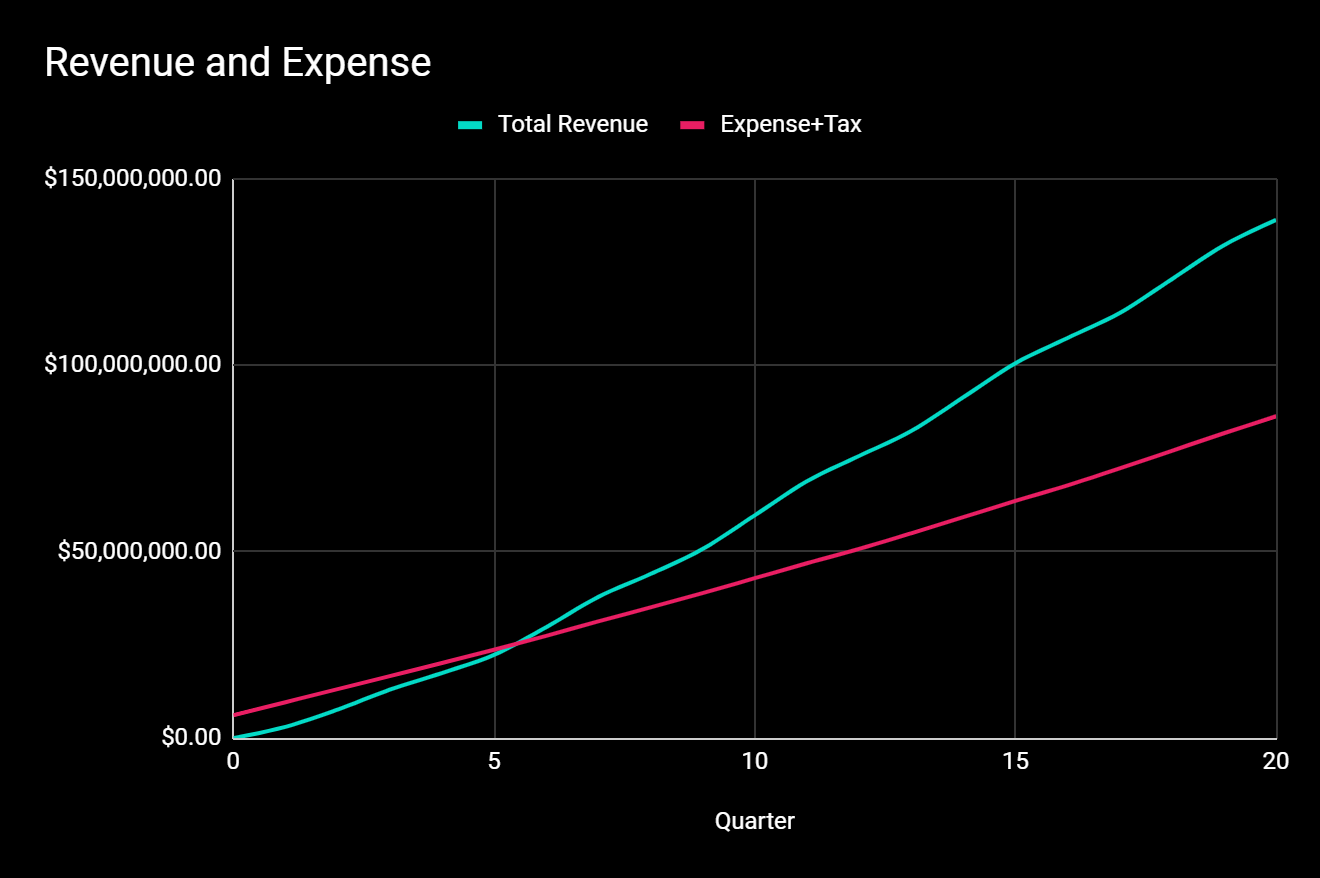 Revenue and Expense
Total Revenue Expense+Tax
$150,000,000.00
$100,000,000.00
$50,000,000.00
$0.00
0 5 10 15 20
Quarter